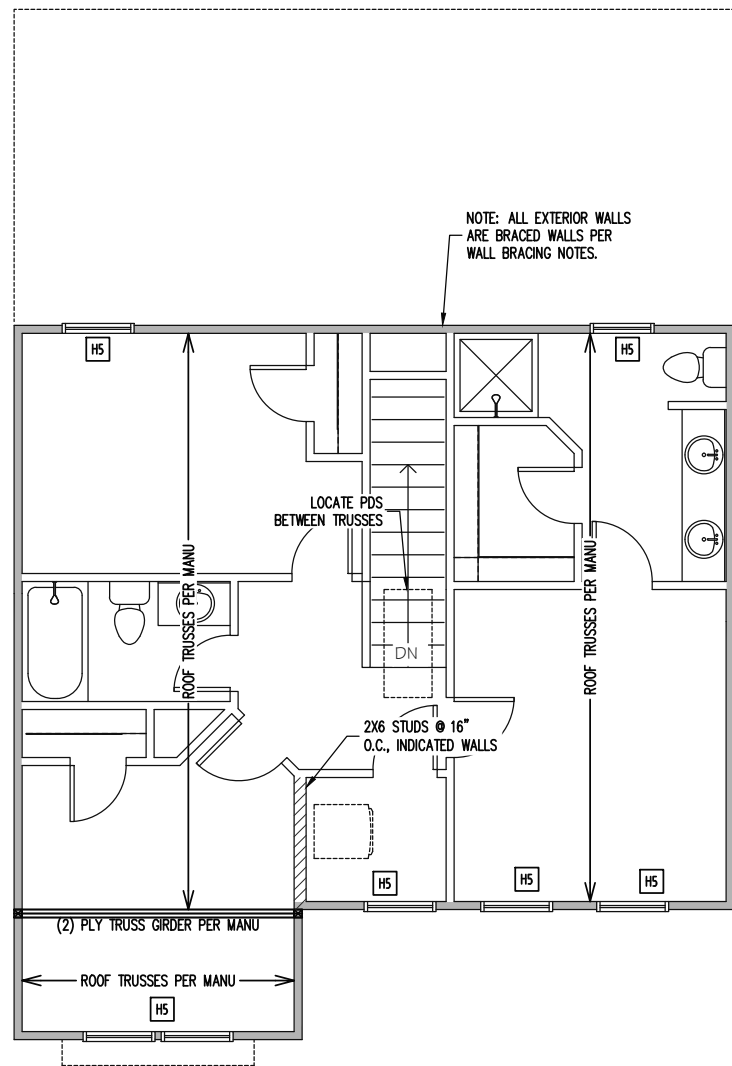 NOTE: ALL EXTERIOR WALLS
ARE BRACED WALLS PER
WALL BRACING NOTES.
H5
H5
LOCATE PDS
BETWEEN TRUSSES
ROOF TRUSSES PER MANU
ROOF TRUSSES PER MANU
DN
2X6 STUDS @ 16"
O.C., INDICATED WALLS
H5
H5
H5
(2) PLY TRUSS GIRDER PER MANU
ROOF TRUSSES PER MANU
H5